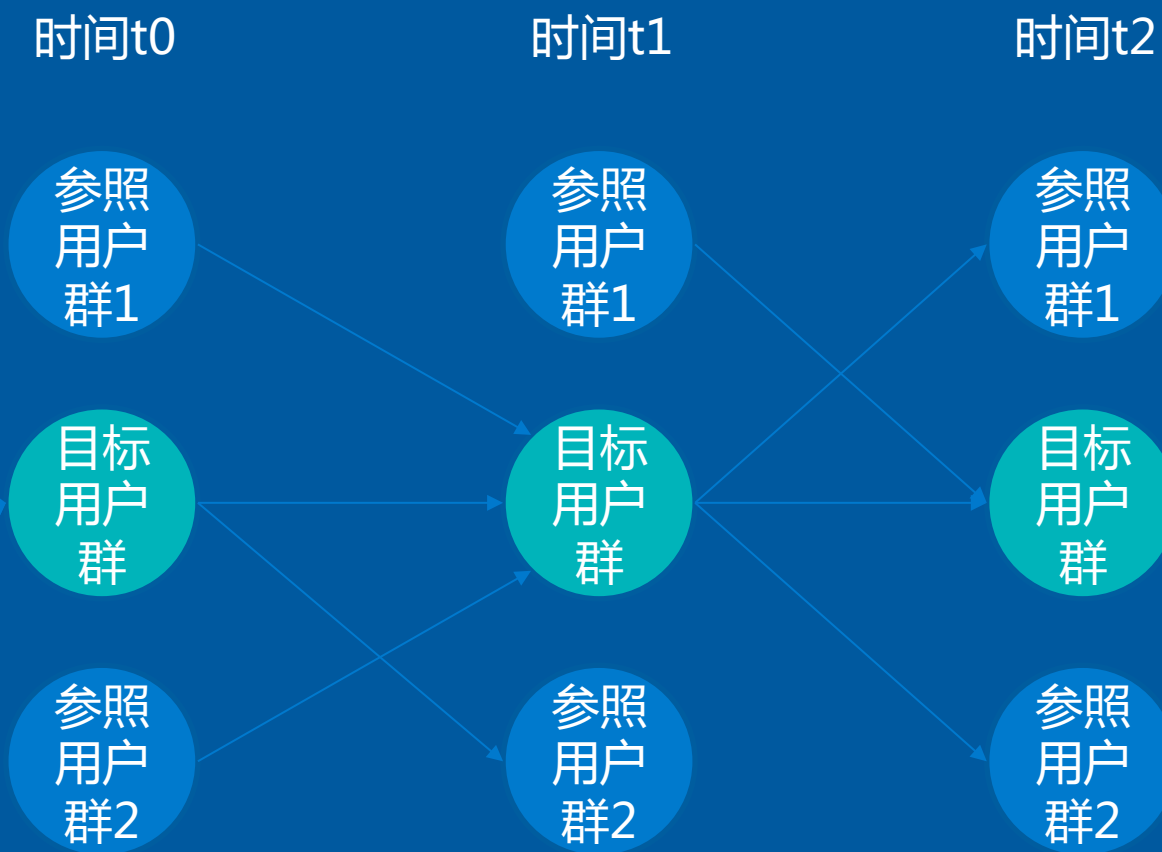 时间t0
时间t1
时间t2
参照
用户
群1
参照
用户
群1
参照
用户
群1
目标
用户
群
目标
用户
群
目标
用户
群
参照
用户
群2
参照
用户
群2
参照
用户
群2